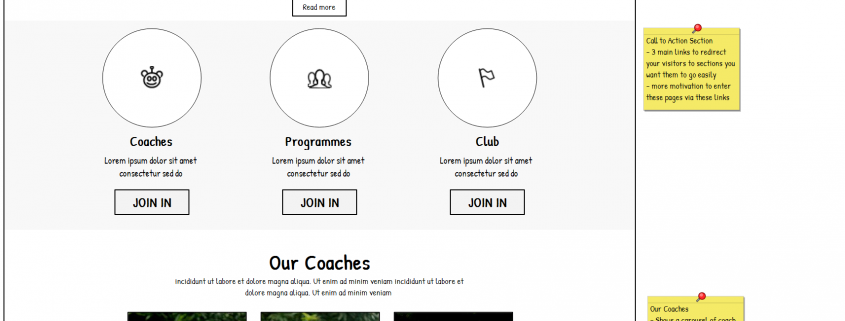 Read more
Call to Action Section
- 3 main links to redirect
your visitors to sections you
want them to go easily
- more motivation to enter
these pages via these links
Coaches
Programmes
Club
Lorem ipsum dolor sit amet
consectetur sed do
Lorem ipsum dolor sit amet
consectetur sed do
Lorem ipsum dolor sit amet
consectetur sed do
JOIN IN
JOIN IN
JOIN IN
Our Coaches
incididunt ut labore et dolore magna aliqua. Ut enim ad minim veniam incididunt ut labore et
dolore magna aliqua. Ut enim ad minim veniam
Our Coaches
- Show a carousel of coach